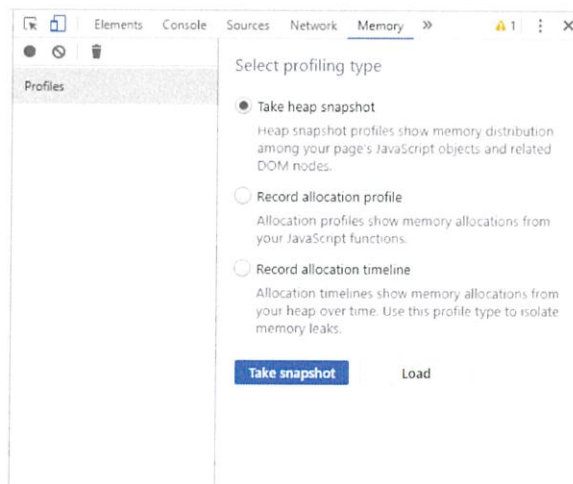 Elements Console Sources Network Memory » 1
Profiles
Select profiling type
Take heap snapshot
Heap snapshot profiles show memory distribution
among your page's JavaScript objects and related
DOM nodes.
Record allocation profile
Allocation profiles show memory allocations from
your JavaScript functions.
Record allocation timeline
Allocation timelines show memory allocations from
your heap over time. Use this profile type to isolate
memory leaks.
Take snapshot Load